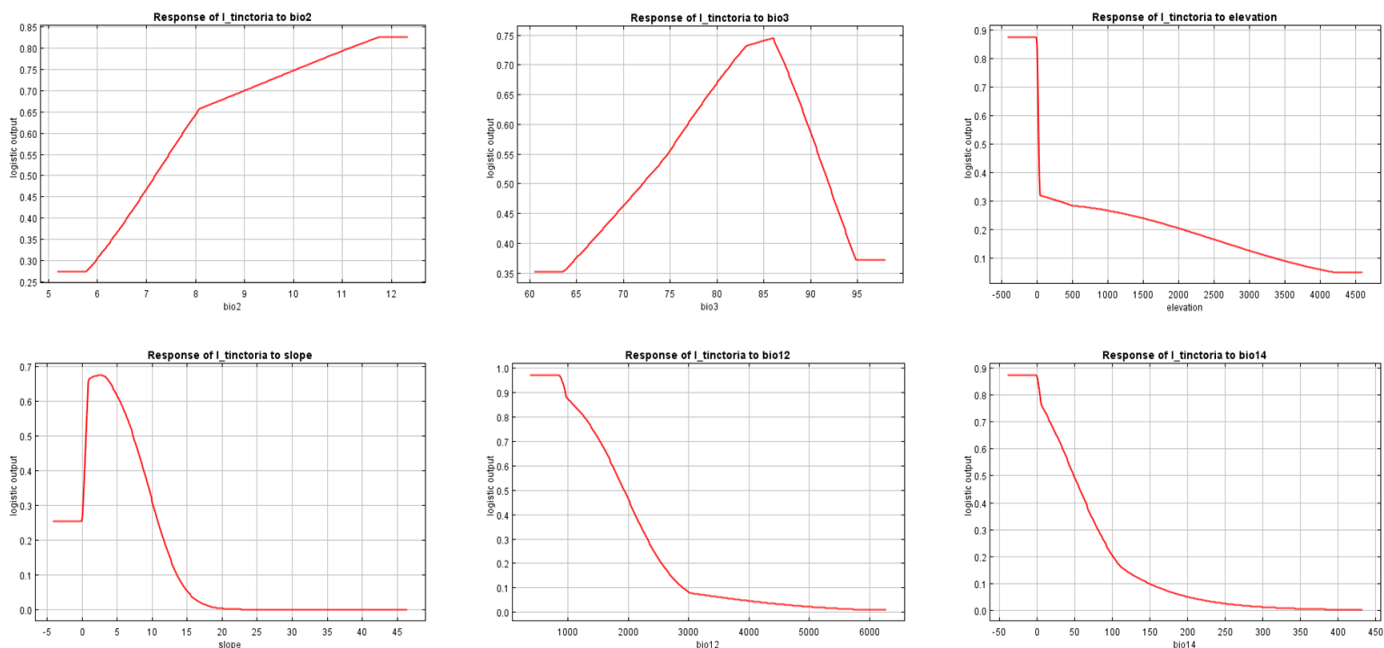 Response of I_tinctoria to bio2
0.85
0.80
0.75
0.70
0.65
0.60
0.55
0.50
0.45
0.40
0.35
0.30
0.25
logistic output
5 6 7 8 9 10 11 12
bio2
Response of I_tinctoria to bio3
0.75
0.70
0.65
0.60
0.55
0.50
0.45
0.40
0.35
logistic output
60 65 70 75 80 85 90 95
bio3
Response of I_tinctoria to elevation
0.9
0.8
0.7
0.6
0.5
0.4
0.3
0.2
0.1
logistic output
-500 0 500 1000 1500 2000 2500 3000 3500 4000 4500
elevation
Response of I_tinctoria to slope
0.7
0.6
0.5
0.4
0.3
0.2
0.1
0.0
logistic output
-5 0 5 10 15 20 25 30 35 40 45
slope
Response of I_tinctoria to bio12
1.0
0.9
0.8
0.7
0.6
0.5
0.4
0.3
0.2
0.1
0.0
logistic output
1000 2000 3000 4000 5000 6000
bio12
Response of I_tinctoria to bio14
0.9
0.8
0.7
0.6
0.5
0.4
0.3
0.2
0.1
0.0
logistic output
-50 0 50 100 150 200 250 300 350 400 450
bio14